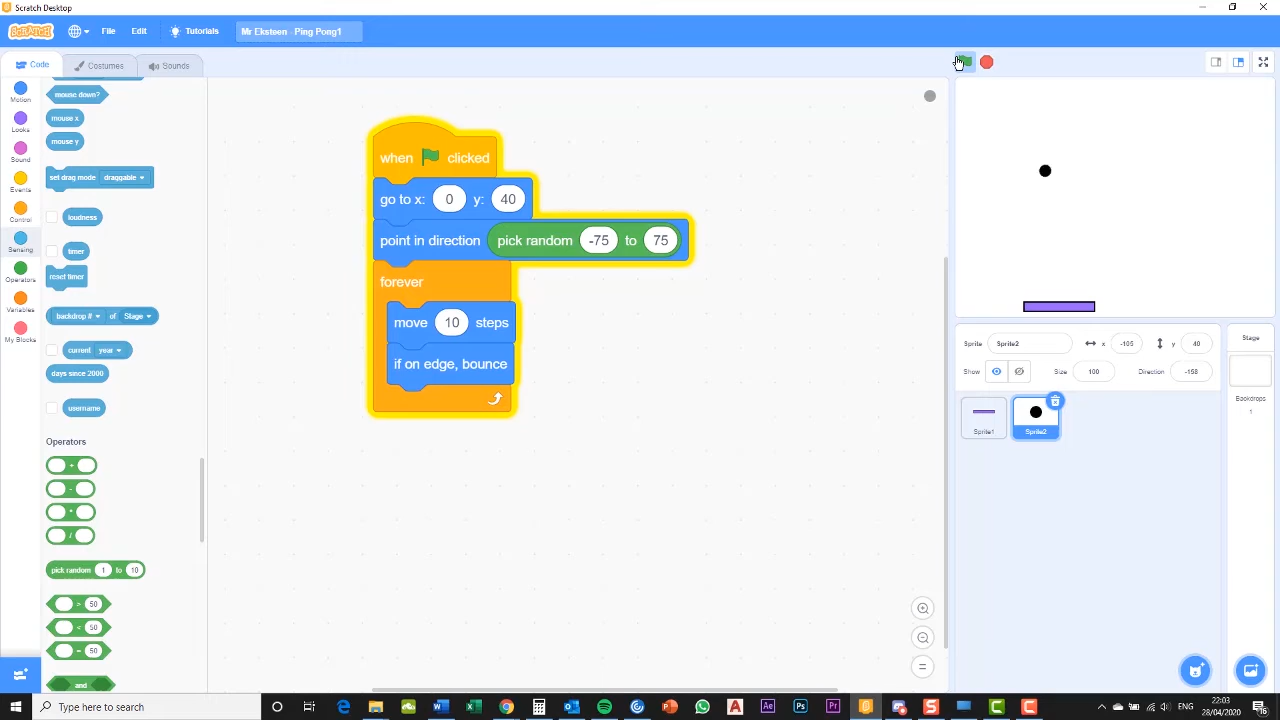 Scratch Desktop
SCRATCH
File
Edit
Tutorials
Mr Eksteen - Ping Pong1
Code
Costumes
Sounds
Motion
Looks
Sound
Events
Control
Sensing
Operators
Variables
My Blocks
mouse down?
mouse x
mouse y
set drag mode draggable
loudness
timer
reset timer
backdrop # of Stage
current year
days since 2000
username
Operators
+
-
*
/
pick random 1 to 10
> 50
< 50
= 50
and
when clicked
go to x: 0 y: 40
point in direction pick random -75 to 75
forever
move 10 steps
if on edge, bounce
Sprite Sprite2 x -105 y 40
Show Size 100 Direction -158
Sprite1
Sprite2
Stage
Backdrops
1
Type here to search
22:03
29/04/2020